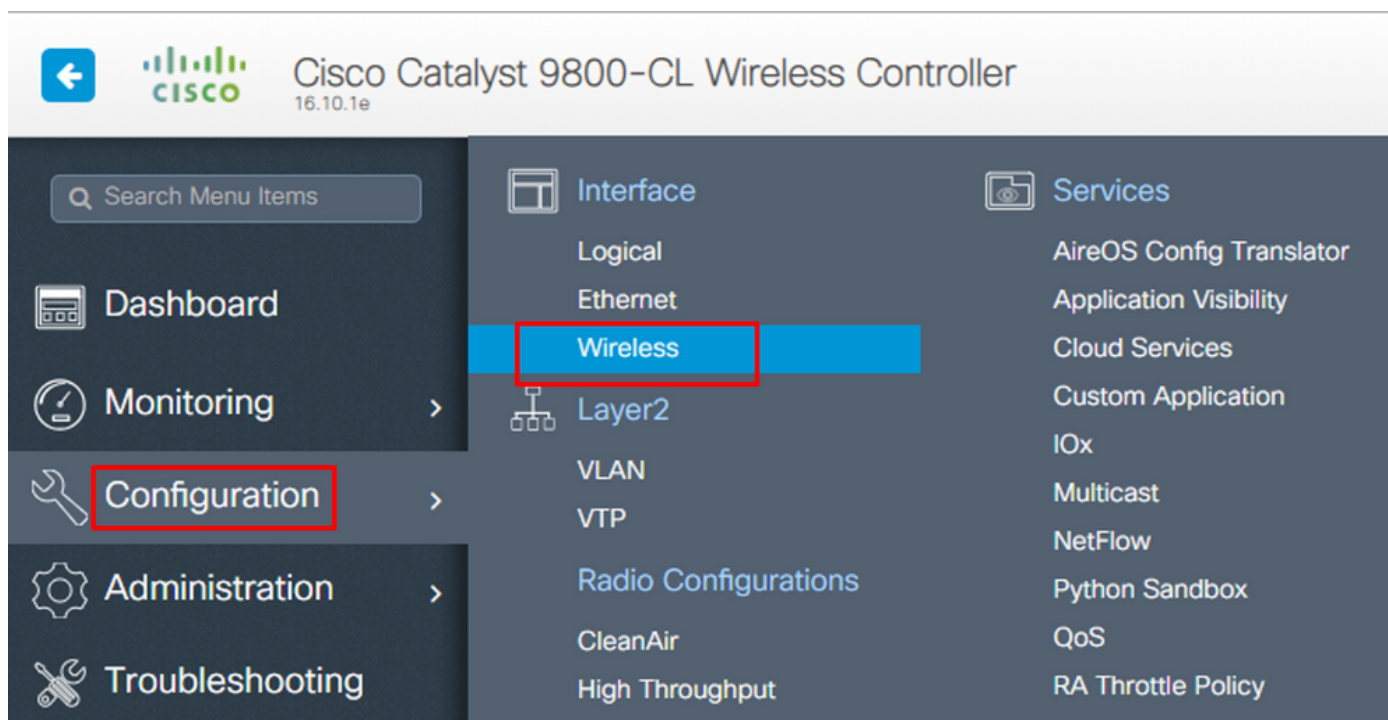 CISCO
Cisco Catalyst 9800-CL Wireless Controller
16.10.1e
Search Menu Items
Dashboard
Monitoring
Configuration
Administration
Troubleshooting
Interface
Logical
Ethernet
Wireless
Layer2
VLAN
VTP
Radio Configurations
CleanAir
High Throughput
Services
AireOS Config Translator
Application Visibility
Cloud Services
Custom Application
IOx
Multicast
NetFlow
Python Sandbox
QoS
RA Throttle Policy